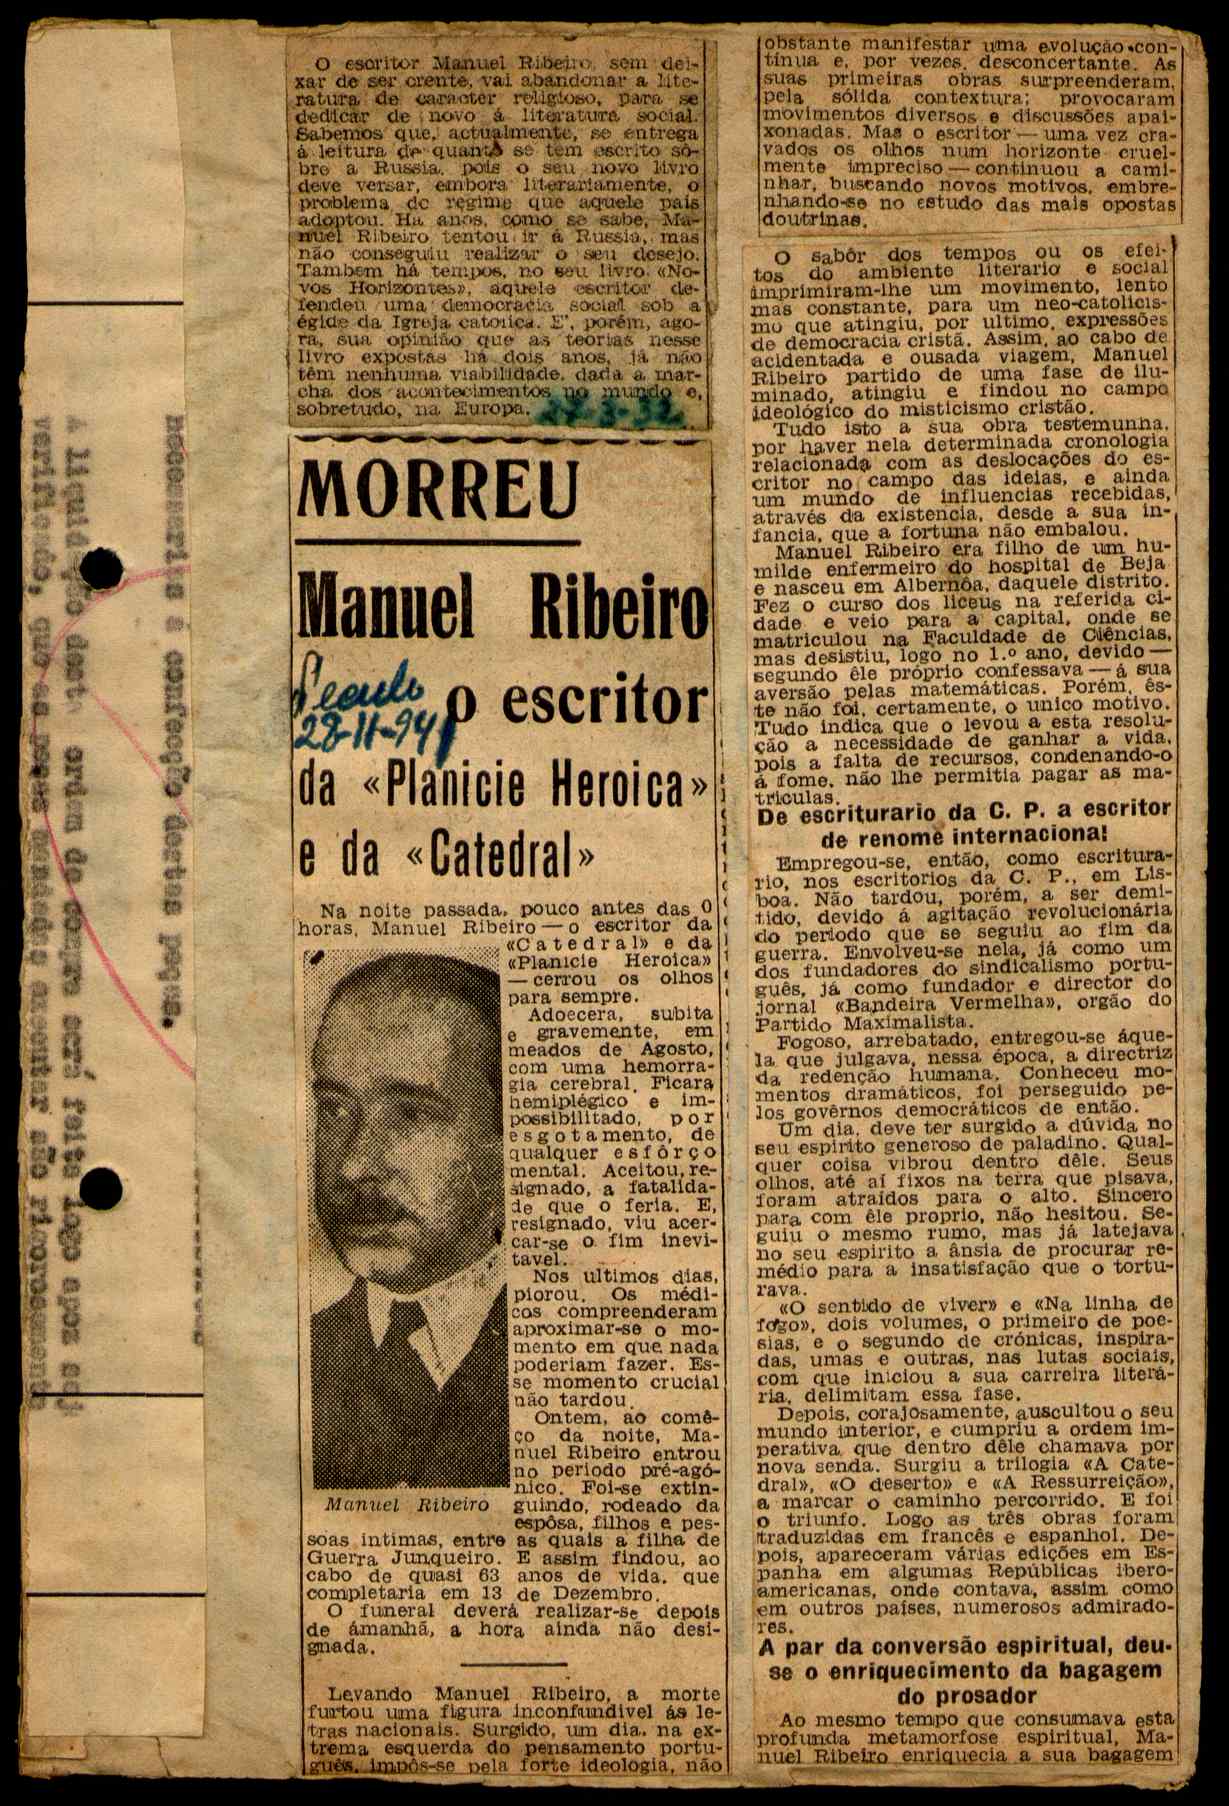 O escritor Manuel Ribeiro, sem dei-
xar de ser crente, vai abandonar a lite-
ratura de caracter religioso, para se
dedicar de novo á literatura social.
Sabemos que, actualmente, se entrega
á leitura de quanto se tem escrito sô-
bre a Russia, pois o seu novo livro
deve versar, embora literariamente, o
problema de regime que aquele país
adoptou. Ha anos, como se sabe, Ma-
nuel Ribeiro tentou ir á Russia, mas
não conseguiu realizar o seu desejo.
Tambem há tempos, no seu livro «No-
vos Horizontes», aquele escritor de-
fendeu uma democracia social sob a
égide da Igreja catolica. E', porém, ago-
ra, sua opinião que as teorias nesse
livro expostas há dois anos, já não
têm nenhuma viabilidade, dada a mar-
cha dos acontecimentos no mundo e,
sobretudo, na Europa.
MORREU
Manuel Ribeiro
Seculo
28-11-941
o escritor
da «Planicie Heroica»
e da «Catedral»
Na noite passada, pouco antes das 0
horas, Manuel Ribeiro — o escritor da
«Catedral» e da
«Planicie Heroica»
— cerrou os olhos
para sempre.
Adoecera, subita
e gravemente, em
meados de Agosto,
com uma hemorra-
gia cerebral. Ficara
hemiplégico e im-
possibilitado, por
esgotamento, de
qualquer esfôrço
mental. Aceitou, re-
signado, a fatalida-
de que o feria. E,
resignado, viu acer-
car-se o fim inevi-
tavel.
Nos ultimos dias,
piorou. Os médi-
cos compreenderam
aproximar-se o mo-
mento em que nada
poderiam fazer. Es-
se momento crucial
não tardou.
Ontem, ao comê-
ço da noite, Ma-
nuel Ribeiro entrou
no periodo pré-agó-
nico. Foi-se extin-
Manuel Ribeiro
guindo, rodeado da
espôsa, filhos e pes-
soas intimas, entre as quais a filha de
Guerra Junqueiro. E assim findou, ao
cabo de quasi 63 anos de vida, que
completaria em 13 de Dezembro.
O funeral deverá realizar-se depois
de ámanhã, a hora ainda não desi-
gnada.
Levando Manuel Ribeiro, a morte
furtou uma figura inconfundivel ás le-
tras nacionais. Surgido, um dia, na ex-
trema esquerda do pensamento portu-
guês, impôs-se pela forte ideologia, não
obstante manifestar uma evolução con-
tinua e, por vezes, desconcertante. As
suas primeiras obras surpreenderam,
pela sólida contextura; provocaram
movimentos diversos e discussões apai-
xonadas. Mas o escritor — uma vez cra-
vados os olhos num horizonte cruel-
mente impreciso — continuou a cami-
nhar, buscando novos motivos, embre-
nhando-se no estudo das mais opostas
doutrinas.
O sabôr dos tempos ou os efei-
tos do ambiente literario e social
imprimiram-lhe um movimento, lento
mas constante, para um neo-catolicis-
mo que atingiu, por ultimo, expressões
de democracia cristã. Assim, ao cabo de
acidentada e ousada viagem, Manuel
Ribeiro partido de uma fase de ilu-
minado, atingiu e findou no campo
ideológico do misticismo cristão.
Tudo isto a sua obra testemunha,
por haver nela determinada cronologia
relacionada com as deslocações do es-
critor no campo das ideias, e ainda
um mundo de influencias recebidas,
através da existencia, desde a sua in-
fancia, que a fortuna não embalou.
Manuel Ribeiro era filho de um hu-
milde enfermeiro do hospital de Beja
e nasceu em Albernôa, daquele distrito.
Fez o curso dos liceus na referida ci-
dade e veio para a capital, onde se
matriculou na Faculdade de Ciências,
mas desistiu, logo no 1.º ano, devido —
segundo êle próprio confessava — á sua
aversão pelas matemáticas. Porém, ês-
te não foi, certamente, o unico motivo.
Tudo indica que o levou a esta resolu-
ção a necessidade de ganhar a vida,
pois a falta de recursos, condenando-o
á fome, não lhe permitia pagar as ma-
triculas.
De escriturario da C. P. a escritor
de renome internacional
Empregou-se, então, como escritura-
rio, nos escritorios da C. P., em Lis-
boa. Não tardou, porém, a ser demi-
tido, devido á agitação revolucionária
do periodo que se seguiu ao fim da
guerra. Envolveu-se nela, já como um
dos fundadores do sindicalismo portu-
guês, já como fundador e director do
jornal «Bandeira Vermelha», orgão do
Partido Maximalista.
Fogoso, arrebatado, entregou-se áque-
la que julgava, nessa época, a directriz
da redenção humana. Conheceu mo-
mentos dramáticos, foi perseguido pe-
los govêrnos democráticos de então.
Um dia, deve ter surgido a dúvida no
seu espirito generoso de paladino. Qual-
quer coisa vibrou dentro dêle. Seus
olhos, até aí fixos na terra que pisava,
foram atraídos para o alto. Sincero
para com êle proprio, não hesitou. Se-
guiu o mesmo rumo, mas já latejava
no seu espirito a ânsia de procurar re-
médio para a insatisfação que o tortu-
rava.
«O sentido de viver» e «Na linha de
fogo», dois volumes, o primeiro de poe-
sias, e o segundo de crónicas, inspira-
das, umas e outras, nas lutas sociais,
com que iniciou a sua carreira literá-
ria, delimitam essa fase.
Depois, corajosamente, auscultou o seu
mundo interior, e cumpriu a ordem im-
perativa que dentro dêle chamava por
nova senda. Surgiu a trilogia «A Cate-
dral», «O deserto» e «A Ressurreição»,
a marcar o caminho percorrido. E foi
o triunfo. Logo as três obras foram
traduzidas em francês e espanhol. De-
pois, apareceram várias edições em Es-
panha em algumas Repúblicas ibero-
americanas, onde contava, assim como
em outros países, numerosos admirado-
res.
A par da conversão espiritual, deu-
se o enriquecimento da bagagem
do prosador
Ao mesmo tempo que consumava esta
profunda metamorfose espiritual, Ma-
nuel Ribeiro enriquecia a sua bagagem